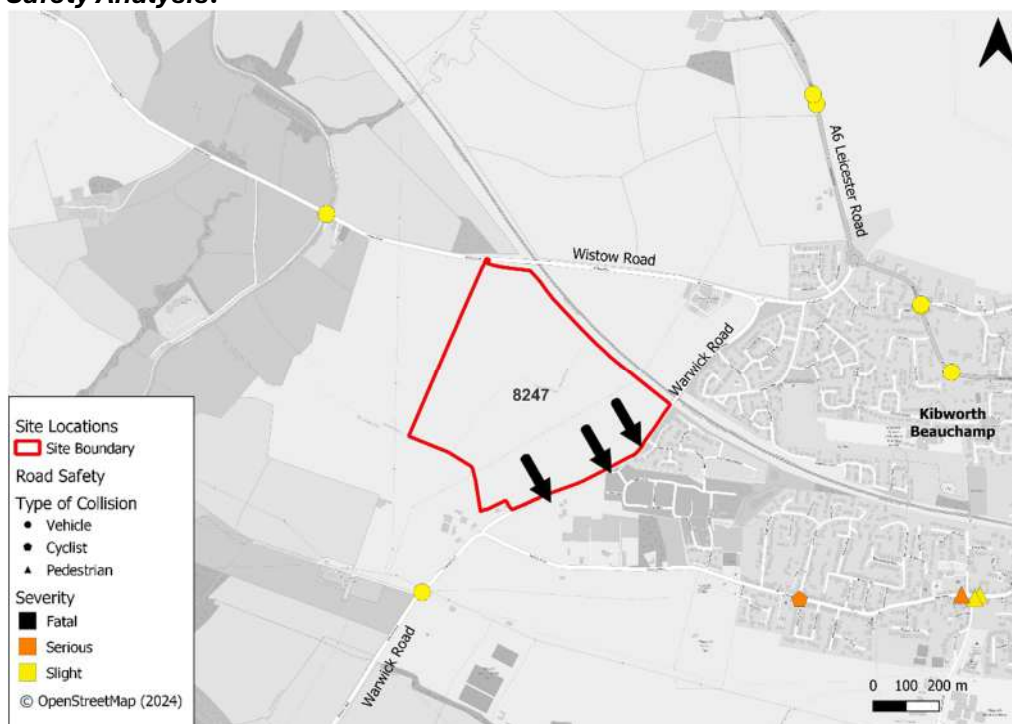 Safety Analysis:
A6 Leicester Road
Wistow Road
Warwick Road
8247
Kibworth
Beauchamp
Warwick Road
Site Locations
Site Boundary
Road Safety
Type of Collision
Vehicle
Cyclist
Pedestrian
Severity
Fatal
Serious
Slight
© OpenStreetMap (2024)
0 100 200 m